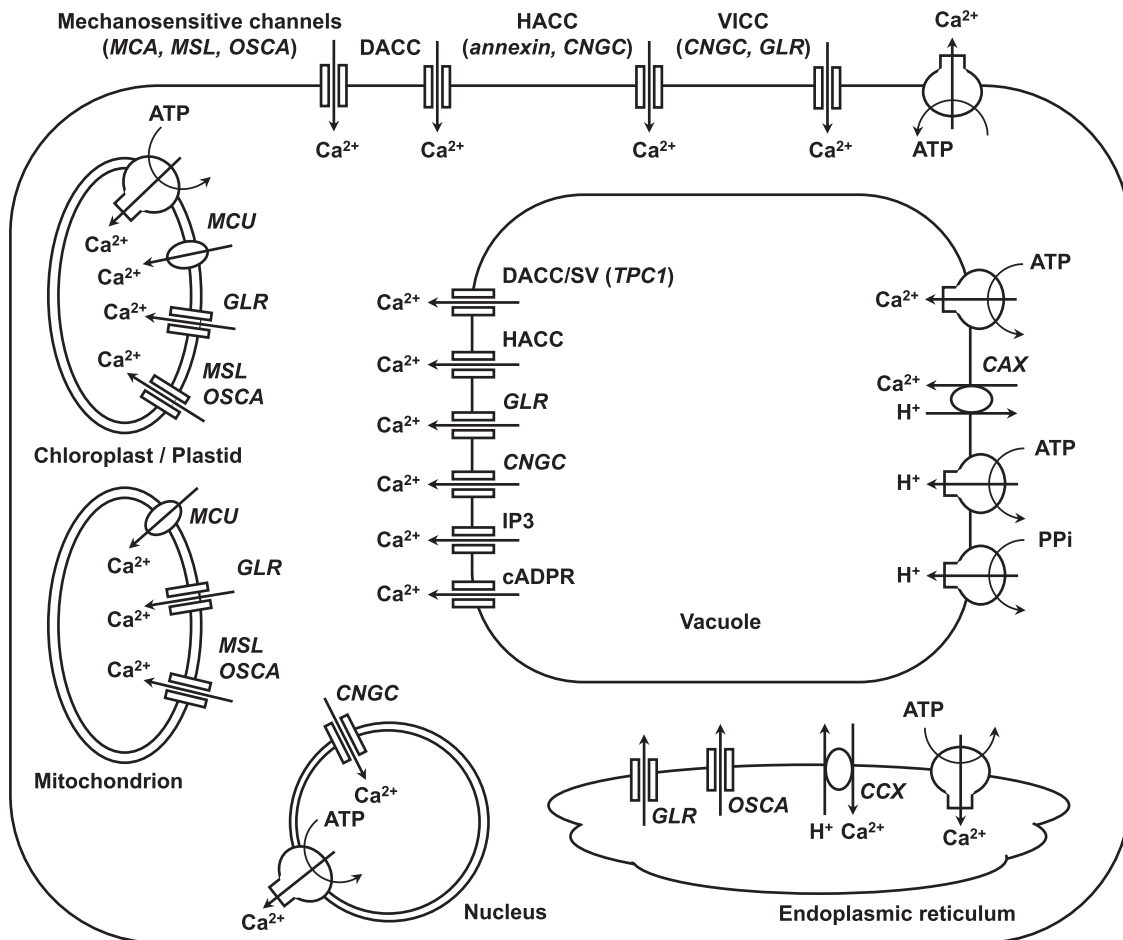 Mechanosensitive channels
(MCA, MSL, OSCA)
DACC
HACC
(annexin, CNGC)
VICC
(CNGC, GLR)
Ca²⁺
Ca²⁺
Ca²⁺
Ca²⁺
Ca²⁺
ATP
ATP
MCU
Ca²⁺
Ca²⁺
Ca²⁺
GLR
Ca²⁺
MSL
OSCA
Chloroplast / Plastid
MCU
Ca²⁺
GLR
Ca²⁺
MSL
OSCA
Ca²⁺
Mitochondrion
DACC/SV (TPC1)
Ca²⁺
HACC
Ca²⁺
GLR
Ca²⁺
CNGC
Ca²⁺
IP3
Ca²⁺
cADPR
Ca²⁺
Vacuole
ATP
Ca²⁺
CAX
Ca²⁺
H⁺
ATP
H⁺
PPi
H⁺
CNGC
Ca²⁺
ATP
Ca²⁺
Nucleus
ATP
GLR
OSCA
CCX
H⁺ Ca²⁺
Ca²⁺
Endoplasmic reticulum